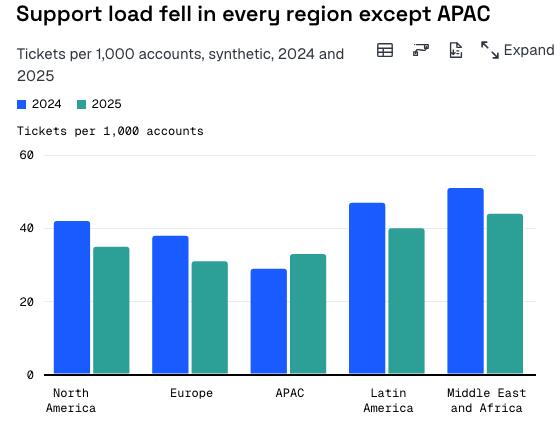 Support load fell in every region except APAC
Tickets per 1,000 accounts, synthetic, 2024 and
2025
Expand
2024 2025
Tickets per 1,000 accounts
60
40
20
0
North America
Europe
APAC
Latin America
Middle East and Africa